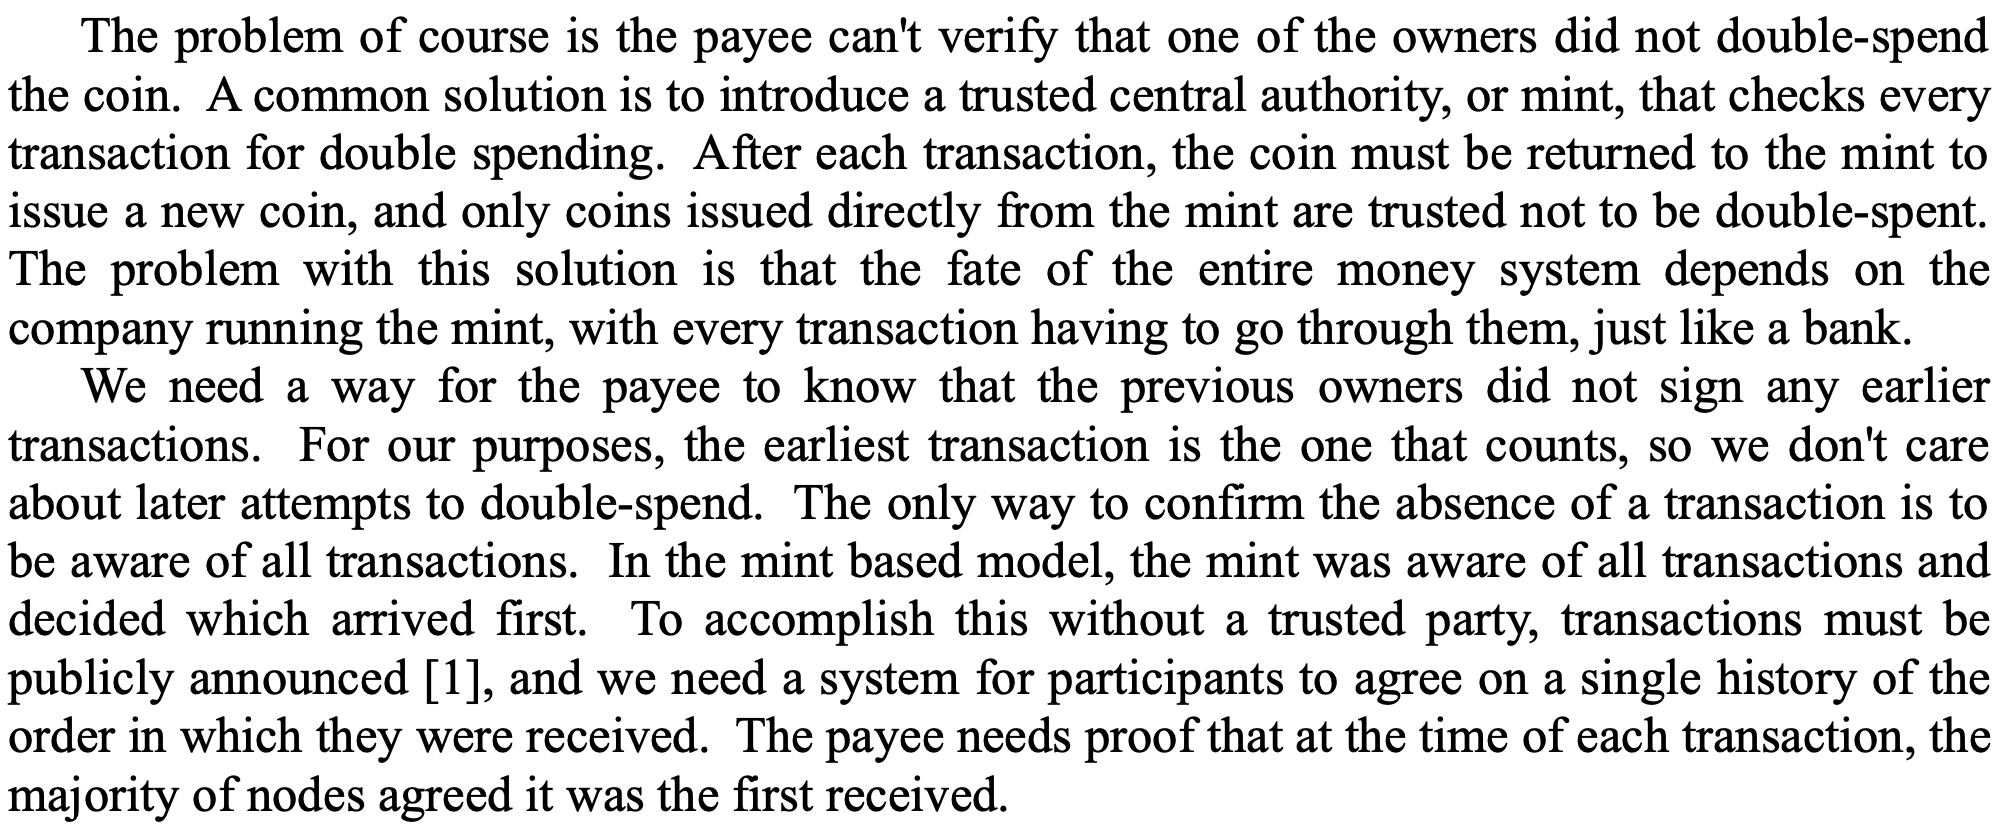 The problem of course is the payee can't verify that one of the owners did not double-spend
the coin. A common solution is to introduce a trusted central authority, or mint, that checks every
transaction for double spending. After each transaction, the coin must be returned to the mint to
issue a new coin, and only coins issued directly from the mint are trusted not to be double-spent.
The problem with this solution is that the fate of the entire money system depends on the
company running the mint, with every transaction having to go through them, just like a bank.
We need a way for the payee to know that the previous owners did not sign any earlier
transactions. For our purposes, the earliest transaction is the one that counts, so we don't care
about later attempts to double-spend. The only way to confirm the absence of a transaction is to
be aware of all transactions. In the mint based model, the mint was aware of all transactions and
decided which arrived first. To accomplish this without a trusted party, transactions must be
publicly announced [1], and we need a system for participants to agree on a single history of the
order in which they were received. The payee needs proof that at the time of each transaction, the
majority of nodes agreed it was the first received.